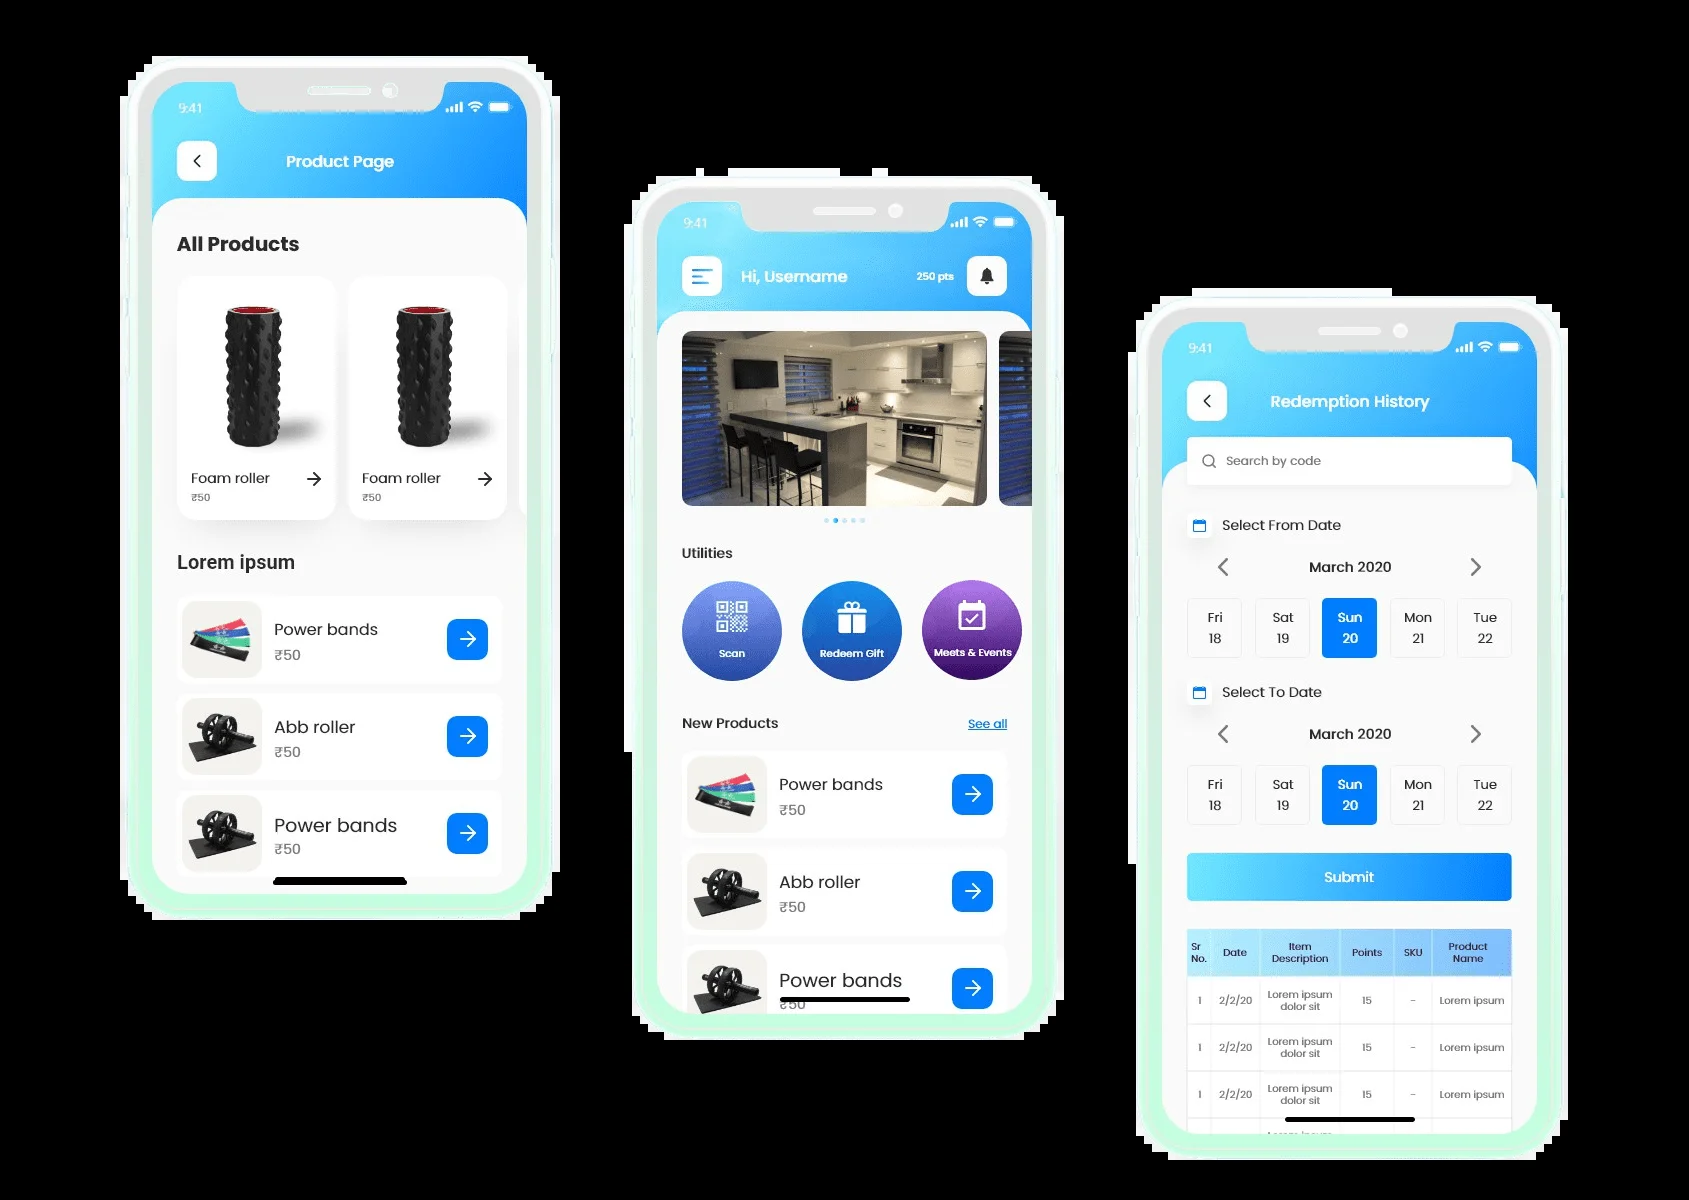 9:41
Product Page
All Products
Foam roller
₹50
Foam roller
₹50
Lorem ipsum
Power bands
₹50
Abb roller
₹50
Power bands
₹50
9:41
Hi, Username
250 pts
Utilities
Scan
Redeem Gift
Meets & Events
New Products
See all
Power bands
₹50
Abb roller
₹50
Power bands
₹50
9:41
Redemption History
Search by code
Select From Date
March 2020
Fri Sat Sun Mon Tue
18 19 20 21 22
Select To Date
March 2020
Fri Sat Sun Mon Tue
18 19 20 21 22
Submit
Sr No. Date Item Description Points SKU Product Name
1 2/2/20 Lorem ipsum dolor sit 15 - Lorem ipsum
1 2/2/20 Lorem ipsum dolor sit 15 - Lorem ipsum
1 2/2/20 Lorem ipsum dolor sit 15 - Lorem ipsum